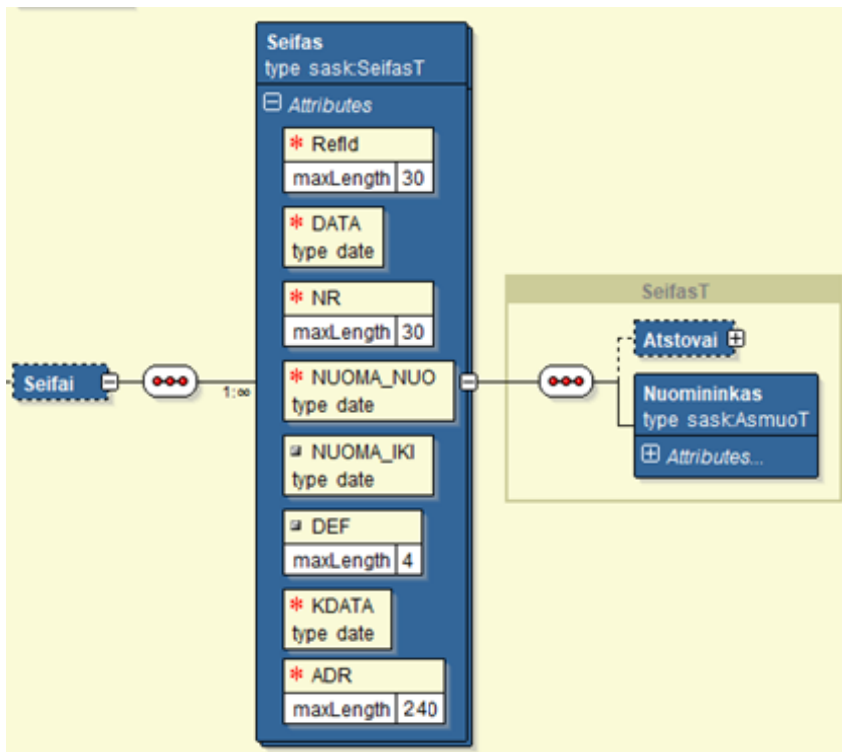 Seifas
type sask:SeifasT
Attributes
RefId
maxLength 30
DATA
type date
NR
maxLength 30
SeifasT
Atstovai
Seifai
1:∞
NUOMA_NUO
type date
Nuomininkas
type sask:AsmuoT
Attributes...
NUOMA_IKI
type date
DEF
maxLength 4
KDATA
type date
ADR
maxLength 240